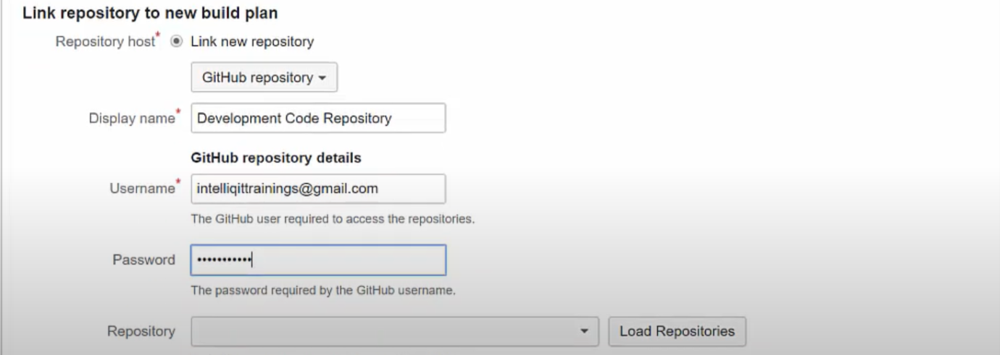 Link repository to new build plan
Repository host* Link new repository
GitHub repository
Display name* Development Code Repository
GitHub repository details
Username* intelliqittrainings@gmail.com
The GitHub user required to access the repositories.
Password •••••••••••
The password required by the GitHub username.
Repository Load Repositories